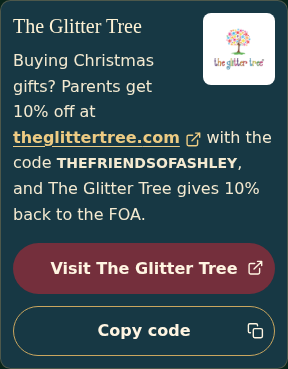 The Glitter Tree
the glitter tree
Buying Christmas
gifts? Parents get
10% off at
theglittertree.com with the
code THEFRIENDSOFASHLEY,
and The Glitter Tree gives 10%
back to the FOA.
Visit The Glitter Tree
Copy code